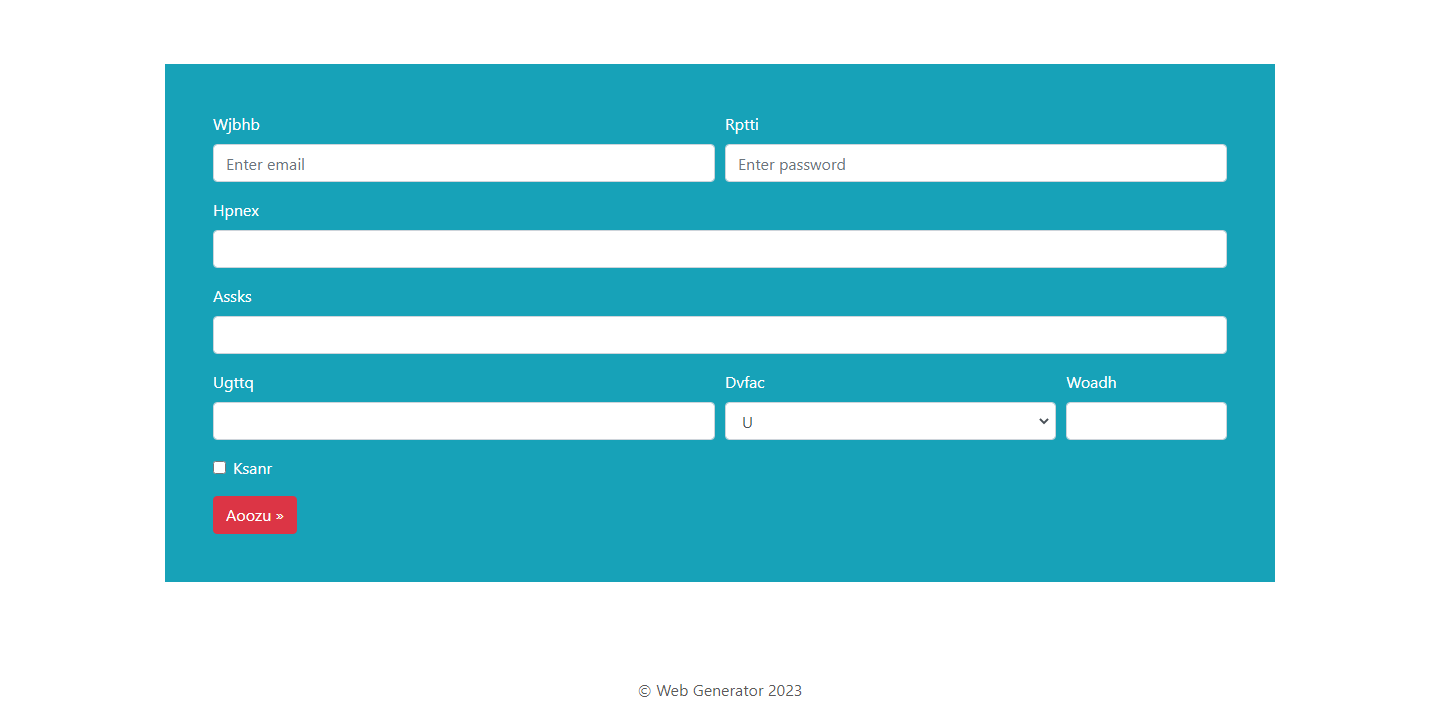 Wjbhb Rptti
Enter email Enter password
Hpnex
Assks
Ugttq Dvfac Woadh
U
Ksanr
Aoozu »
© Web Generator 2023